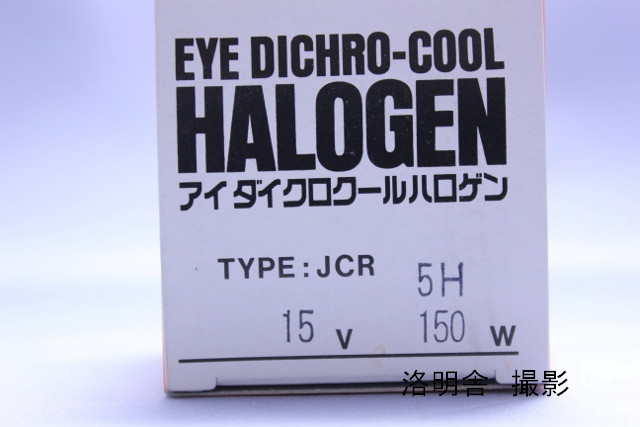 EYE DICHRO-COOL
HALOGEN
アイ ダイクロクールハロゲン
TYPE : JCR 5H
15 V 150 W
洛明舎 撮影